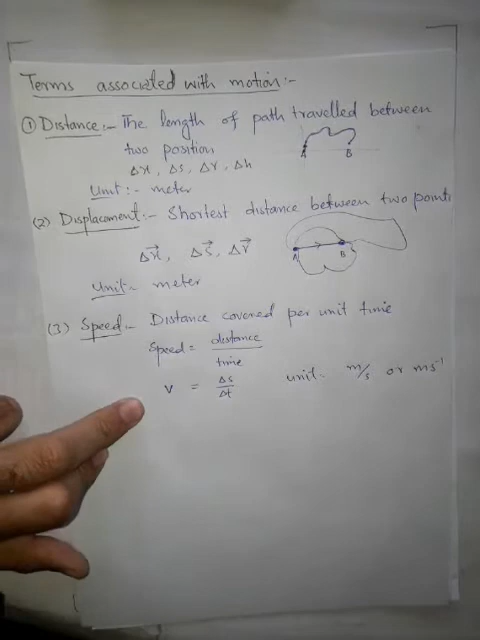 Terms associated with motion:-
① Distance:- The length of path travelled between
two position
Δx, Δs, Δr, Δh
A B
Unit:- meter
(2) Displacement:- Shortest distance between two points
Δx⃗, Δs⃗, Δr⃗
A B
Unit:- meter
(3) Speed:- Distance covered per unit time
Speed = distance/time
v = Δs/Δt unit:- m/s or ms⁻¹